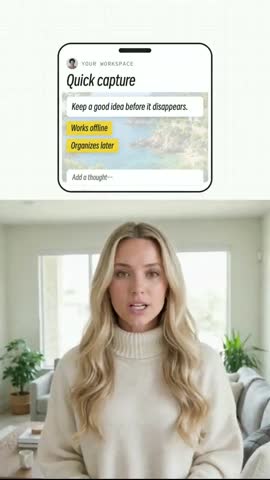 YOUR WORKSPACE
Quick capture
Keep a good idea before it disappears.
Works offline
Organizes later
Add a thought--